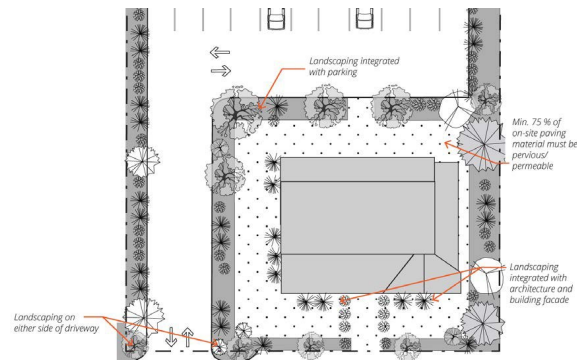 Landscaping integrated
with parking
Min. 75 % of
on-site paving
material must be
pervious/
permeable
Landscaping
integrated with
architecture and
building facade
Landscaping on
either side of driveway